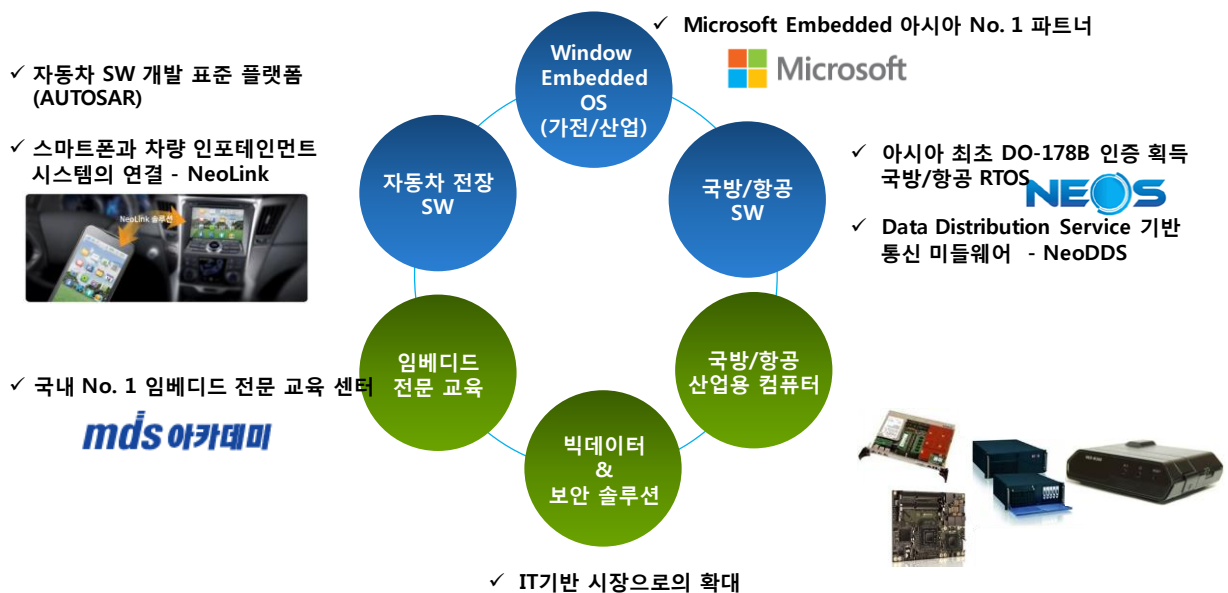 ✓ Microsoft Embedded 아시아 No. 1 파트너
Microsoft
Window
Embedded
OS
(가전/산업)
✓ 자동차 SW 개발 표준 플랫폼
(AUTOSAR)
✓ 스마트폰과 차량 인포테인먼트
시스템의 연결 - NeoLink
NeoLink 솔루션
자동차 전장
SW
국방/항공
SW
✓ 아시아 최초 DO-178B 인증 획득
국방/항공 RTOS
NEOS
✓ Data Distribution Service 기반
통신 미들웨어 - NeoDDS
임베디드
전문 교육
국방/항공
산업용 컴퓨터
✓ 국내 No. 1 임베디드 전문 교육 센터
mds 아카데미
빅데이터
&
보안 솔루션
✓ IT기반 시장으로의 확대